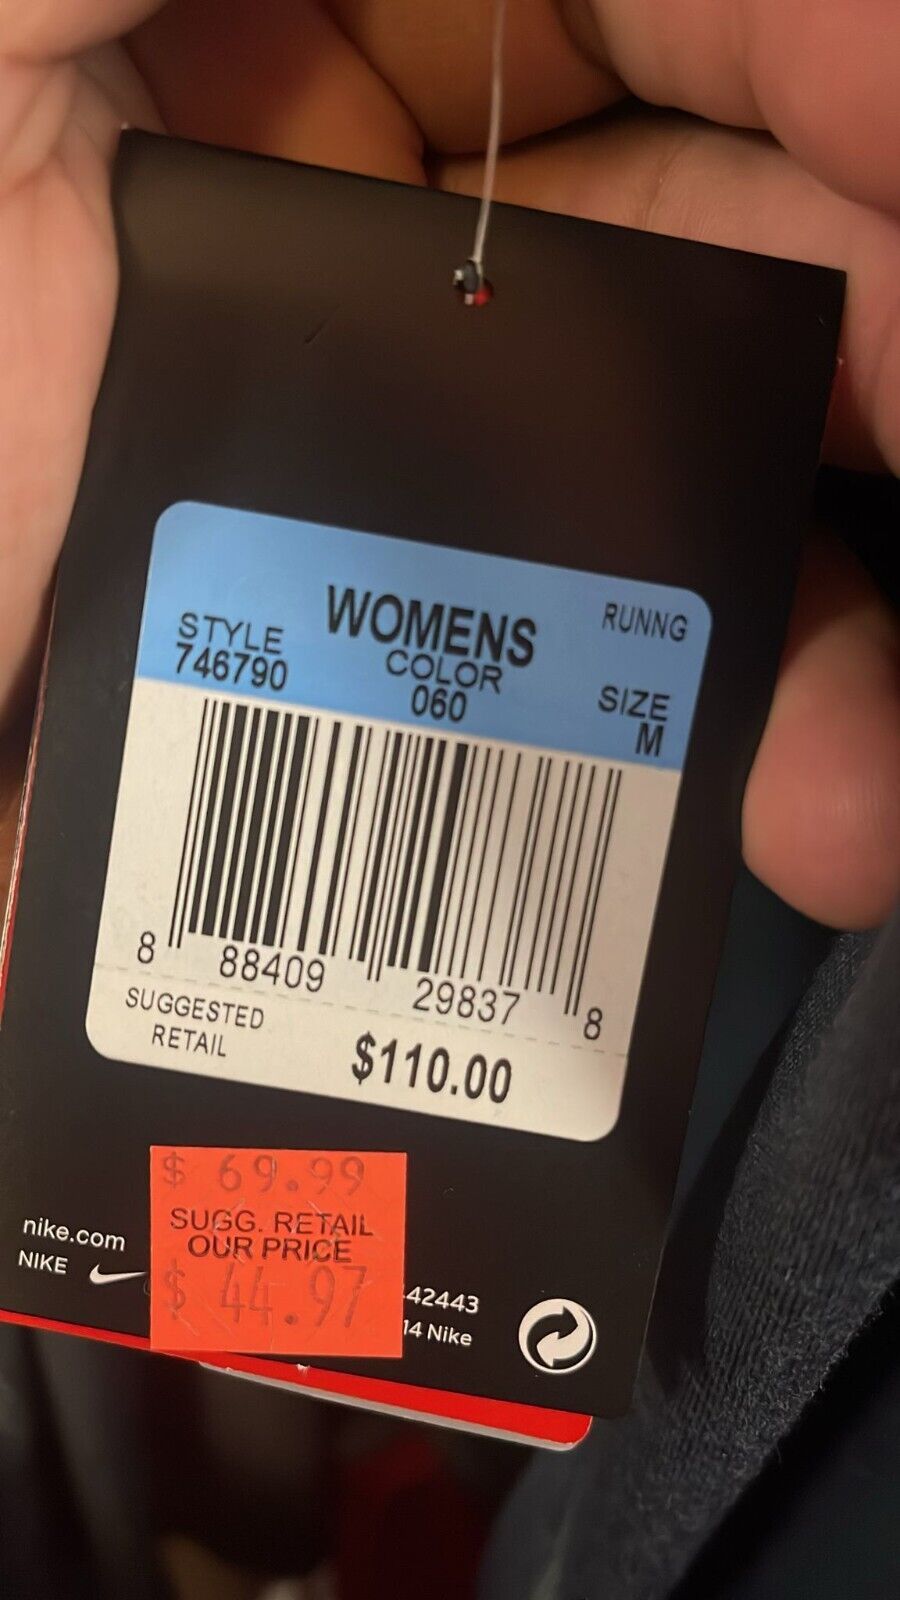 WOMENS
RUNNG
STYLE
746790
COLOR
060
SIZE
M
8 88409 29837 8
SUGGESTED
RETAIL
$110.00
$ 69.99
SUGG. RETAIL
OUR PRICE
$ 44.97
nike.com
NIKE
42443
14 Nike